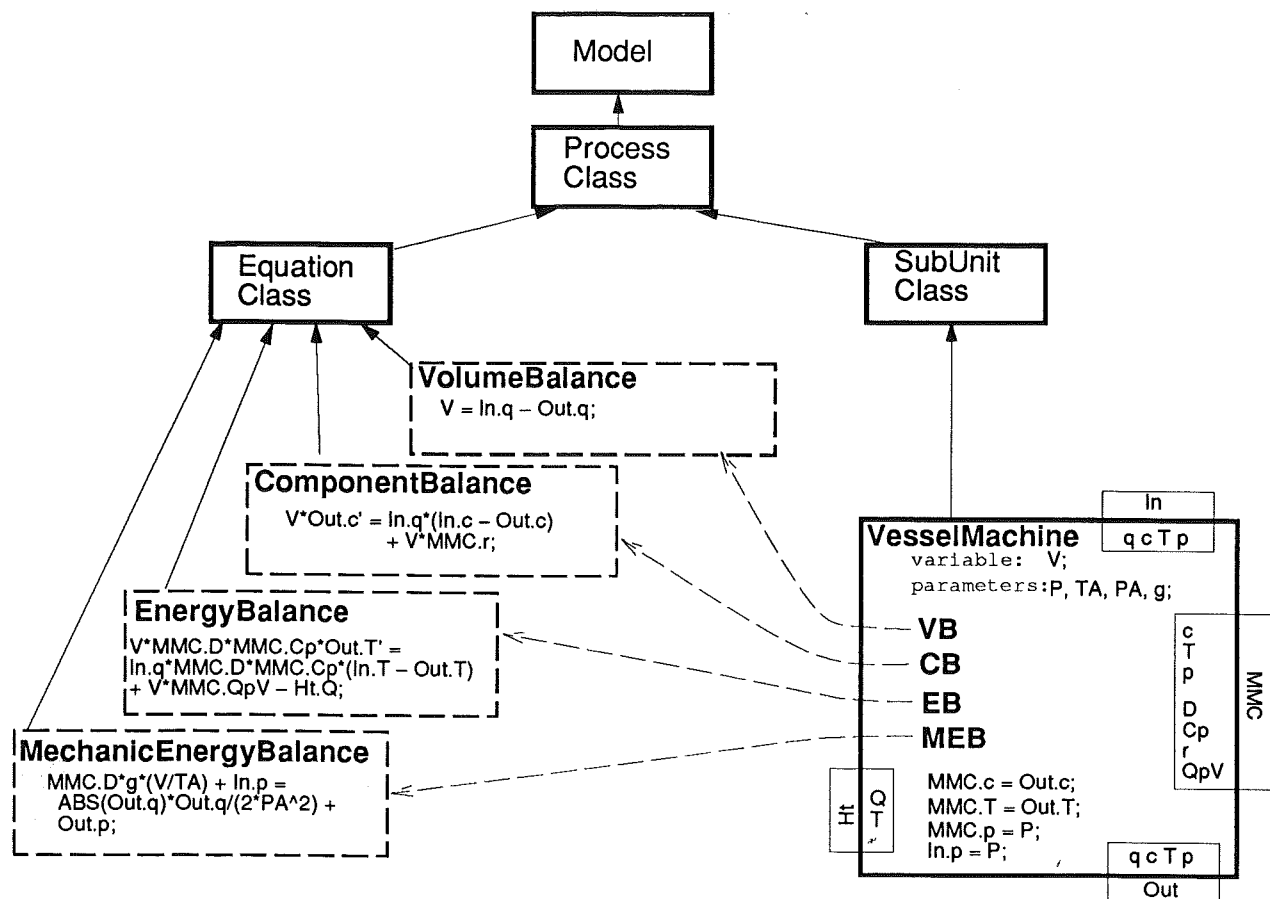 Model
Process
Class
Equation
Class
SubUnit
Class
VolumeBalance
V = In.q – Out.q;
ComponentBalance
V*Out.c' = In.q*(In.c – Out.c)
+ V*MMC.r;
EnergyBalance
V*MMC.D*MMC.Cp*Out.T' =
In.q*MMC.D*MMC.Cp*(In.T – Out.T)
+ V*MMC.QpV – Ht.Q;
MechanicEnergyBalance
MMC.D*g*(V/TA) + In.p =
ABS(Out.q)*Out.q/(2*PA^2) +
Out.p;
In
q c T p
VesselMachine
variable: V;
parameters:P, TA, PA, g;
VB
CB
EB
MEB
c
T
p
D
Cp
r
QpV
MMC
Ht
Q
T
MMC.c = Out.c;
MMC.T = Out.T;
MMC.p = P;
In.p = P;
q c T p
Out